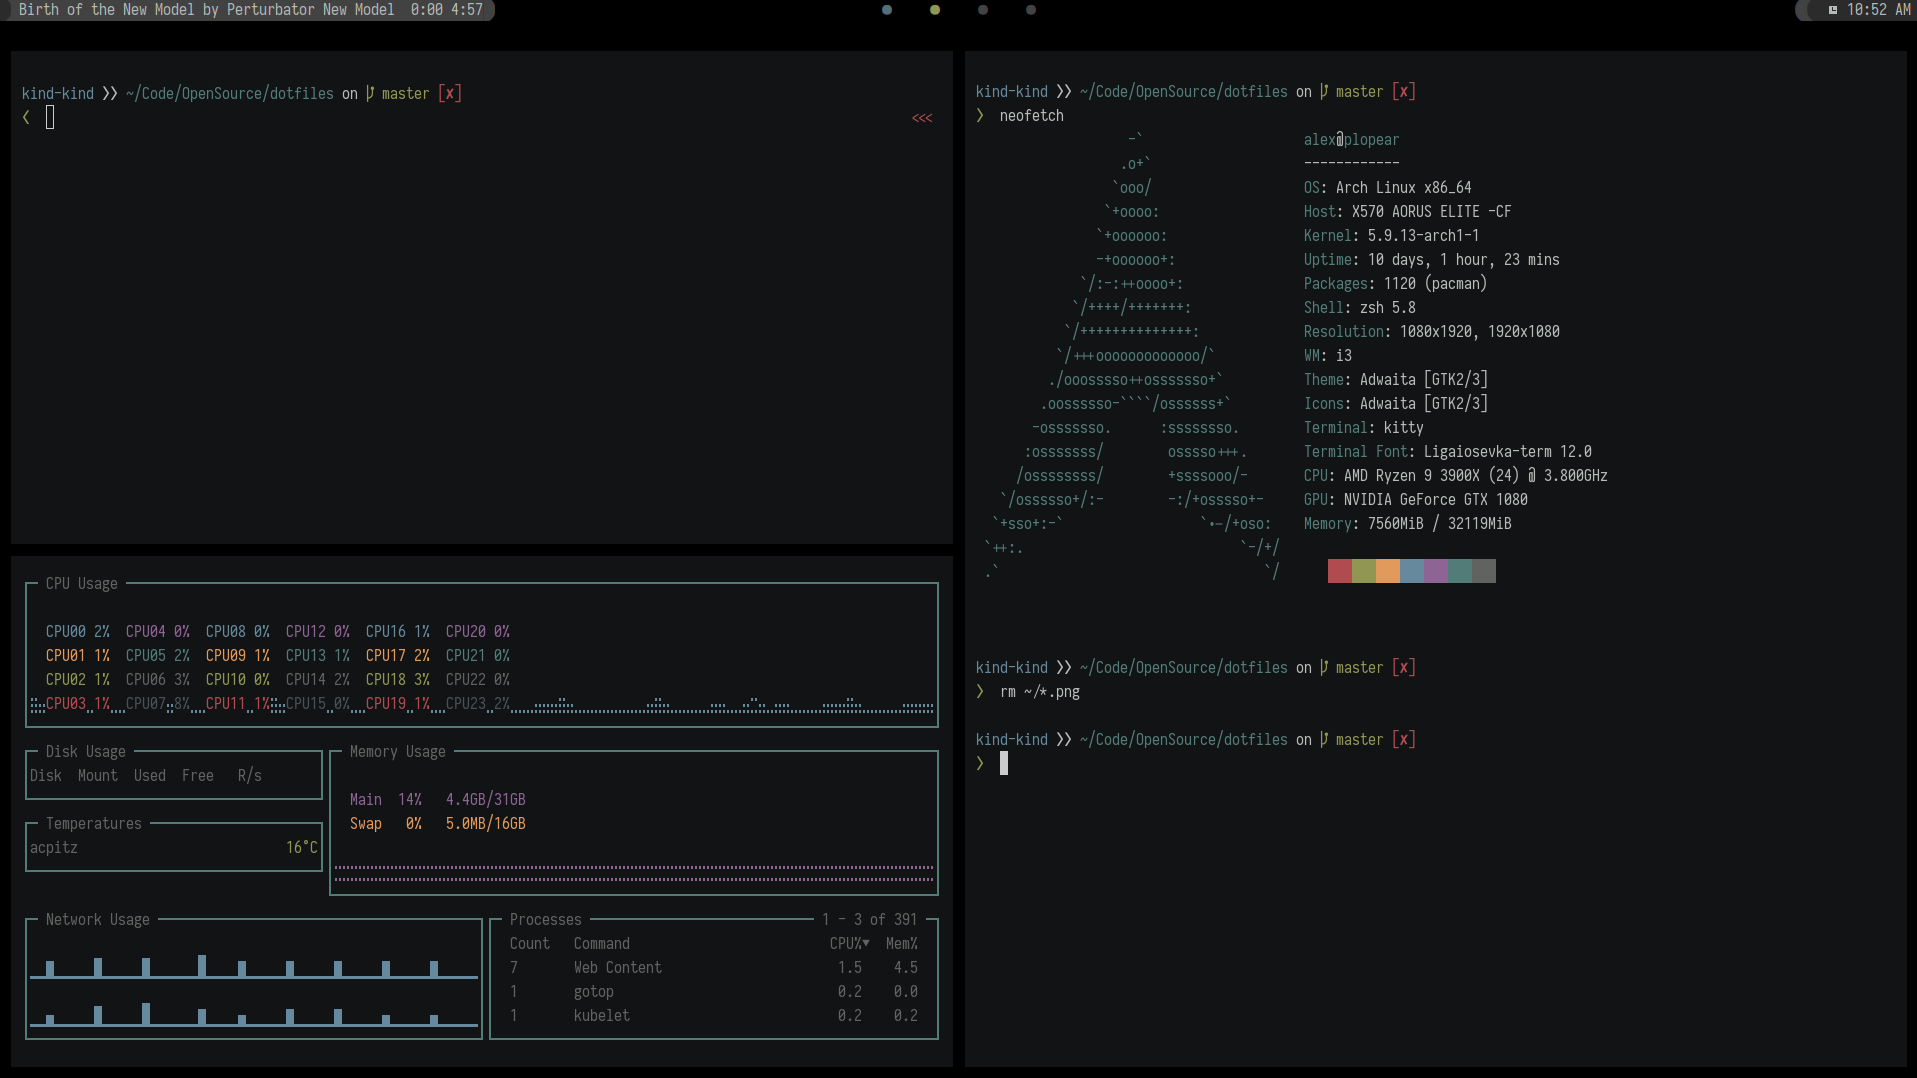 Birth of the New Model by Perturbator New Model  0:00 4:57
10:52 AM
kind-kind >> ~/Code/OpenSource/dotfiles on master [✘]
<  <<<
CPU Usage
CPU00 2%  CPU04 0%  CPU08 0%  CPU12 0%  CPU16 1%  CPU20 0%
CPU01 1%  CPU05 2%  CPU09 1%  CPU13 1%  CPU17 2%  CPU21 0%
CPU02 1%  CPU06 3%  CPU10 0%  CPU14 2%  CPU18 3%  CPU22 0%
CPU03 1%  CPU07 8%  CPU11 1%  CPU15 0%  CPU19 1%  CPU23 2%
Disk Usage
Disk  Mount  Used  Free   R/s
Temperatures
acpitz  16°C
Memory Usage
Main  14%   4.4GB/31GB
Swap   0%   5.0MB/16GB
Network Usage
Processes  1 - 3 of 391
Count   Command   CPU%▼  Mem%
7       Web Content   1.5    4.5
1       gotop   0.2    0.0
1       kubelet   0.2    0.2
kind-kind >> ~/Code/OpenSource/dotfiles on master [✘]
> neofetch
                  -`                    alex@plopear
                 .o+`                   ------------
                `ooo/                   OS: Arch Linux x86_64
               `+oooo:                  Host: X570 AORUS ELITE -CF
              `+oooooo:                 Kernel: 5.9.13-arch1-1
              -+oooooo+:                Uptime: 10 days, 1 hour, 23 mins
            `/:-:++oooo+:               Packages: 1120 (pacman)
           `/++++/+++++++:              Shell: zsh 5.8
          `/++++++++++++++:             Resolution: 1080x1920, 1920x1080
         `/+++ooooooooooooo/`           WM: i3
        ./ooosssso++osssssso+`          Theme: Adwaita [GTK2/3]
       .oossssso-````/ossssss+`         Icons: Adwaita [GTK2/3]
      -osssssso.      :ssssssso.        Terminal: kitty
     :osssssss/        osssso+++.       Terminal Font: Ligaiosevka-term 12.0
    /ossssssss/        +ssssooo/-       CPU: AMD Ryzen 9 3900X (24) @ 3.800GHz
  `/ossssso+/:-        -:/+osssso+-     GPU: NVIDIA GeForce GTX 1080
 `+sso+:-`                 `.-/+oso:    Memory: 7560MiB / 32119MiB
`++:.                           `-/+/
.`                                 `/
kind-kind >> ~/Code/OpenSource/dotfiles on master [✘]
> rm ~/*.png
kind-kind >> ~/Code/OpenSource/dotfiles on master [✘]
>